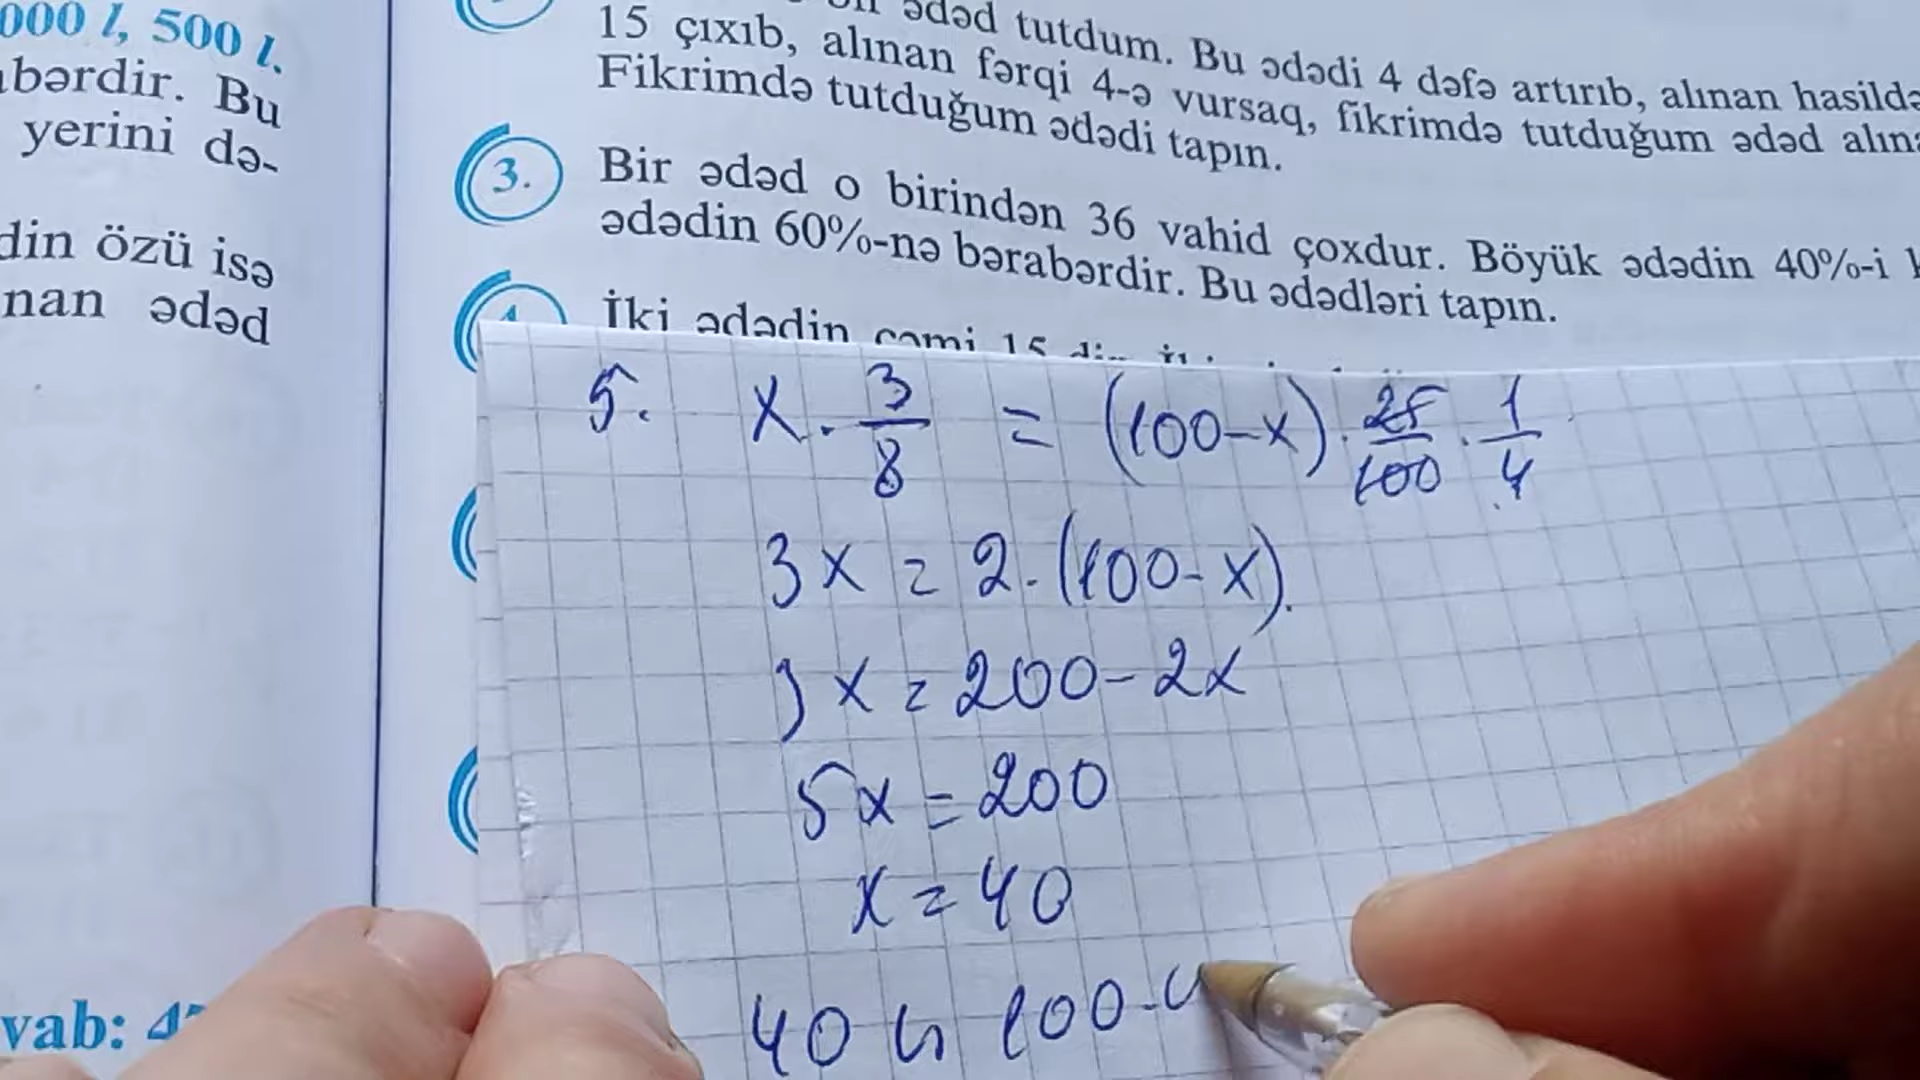 000 l, 500 l.
bərdir. Bu
yerini də-
din özü isə
nan ədəd
ədəd tutdum. Bu ədədi 4 dəfə artırıb, alınan hasildə
15 çıxıb, alınan fərqi 4-ə vursaq, fikrimdə tutduğum ədəd alına
Fikrimdə tutduğum ədədi tapın.
3. Bir ədəd o birindən 36 vahid çoxdur. Böyük ədədin 40%-i k
ədədin 60%-nə bərabərdir. Bu ədədləri tapın.
4. İki ədədin cəmi 15
5. x · 3/8 = (100-x) · 25/100 · 1/4
3x = 2 · (100-x).
3x = 200-2x
5x = 200
x = 40
40 и 100-
vab: 4